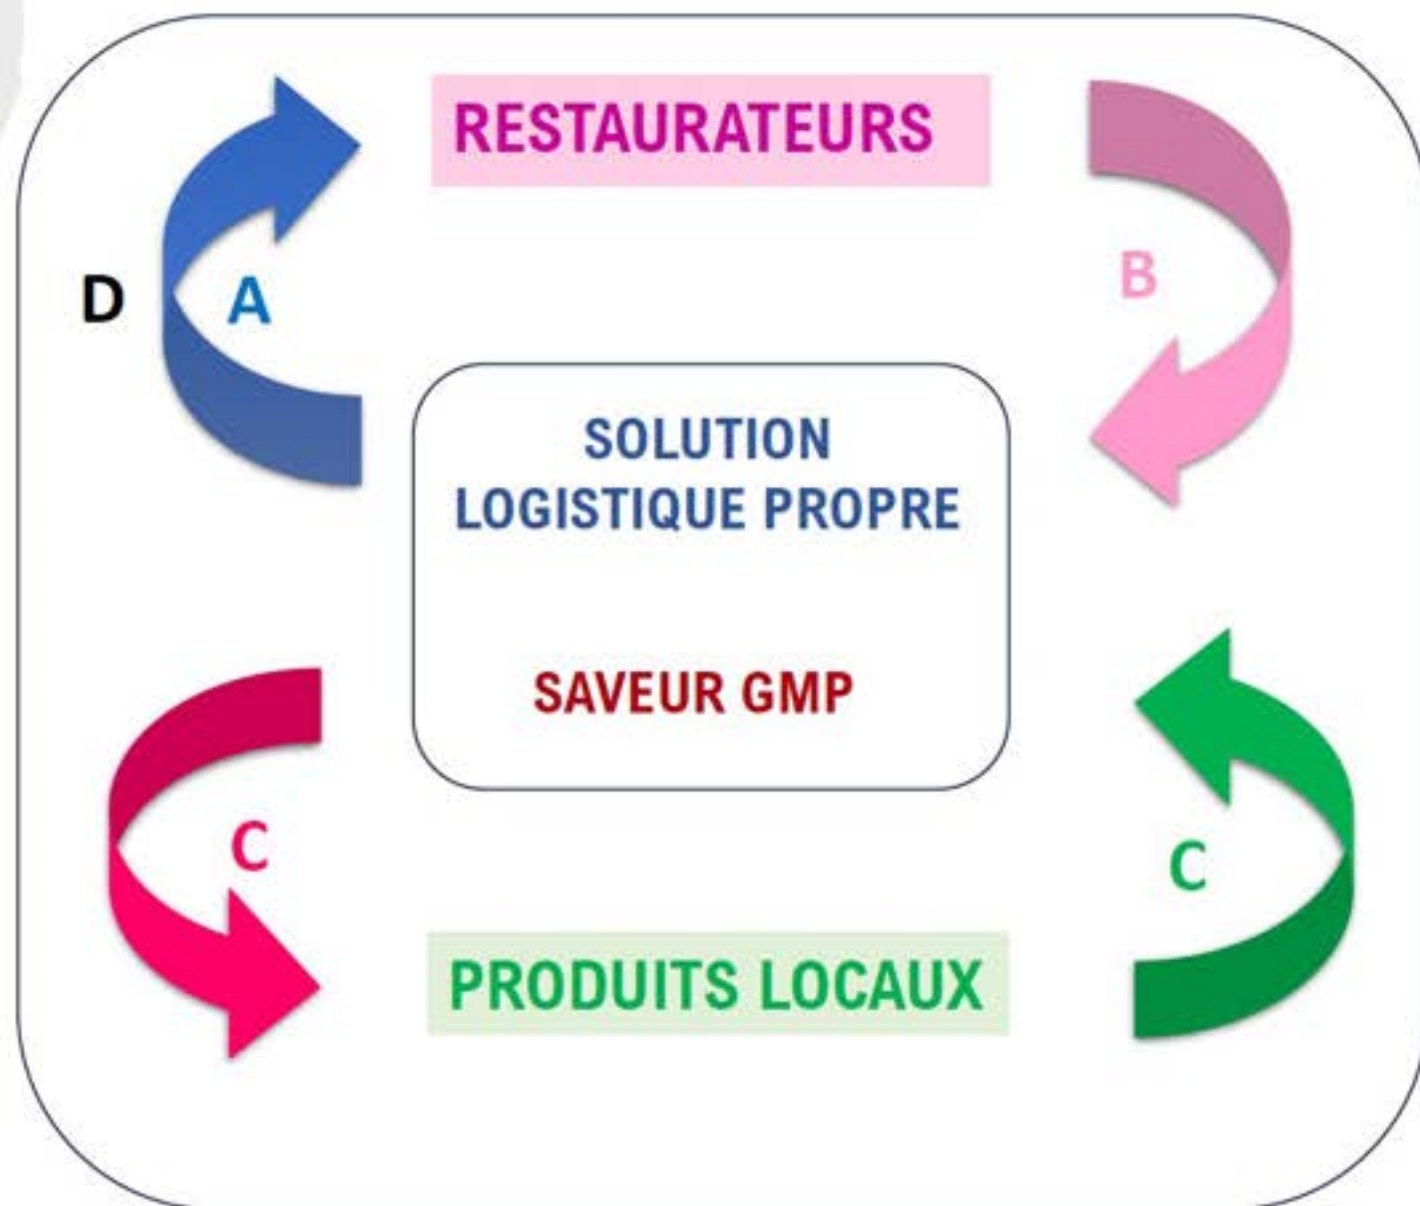 RESTAURATEURS
D
A
B
SOLUTION
LOGISTIQUE PROPRE
SAVEUR GMP
C
C
PRODUITS LOCAUX